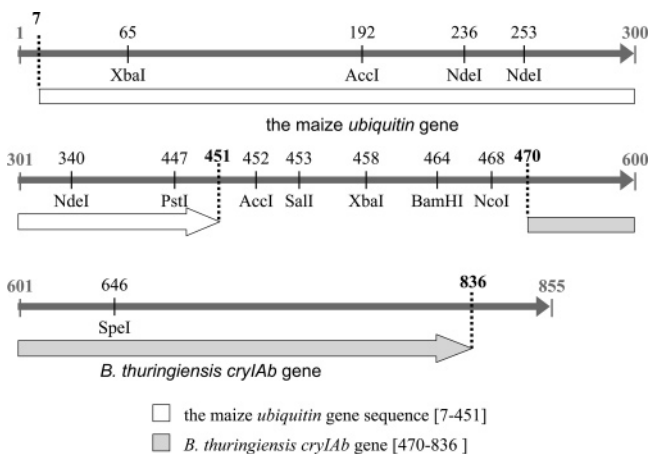 7
1 65 192 236 253 300
XbaI AccI NdeI NdeI
the maize ubiquitin gene
301 340 447 451 452 453 458 464 468 470 600
NdeI PstI AccI SalI XbaI BamHI NcoI
601 646 836 855
SpeI
B. thuringiensis cryIAb gene
the maize ubiquitin gene sequence [7-451]
B. thuringiensis cryIAb gene [470-836 ]